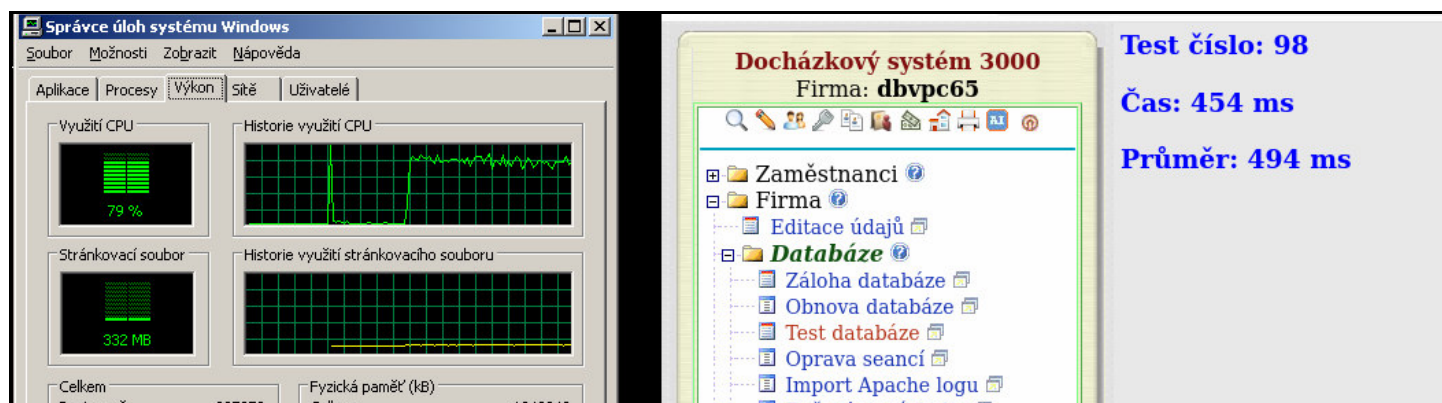 Správce úloh systému Windows
Soubor Možnosti Zobrazit Nápověda
Aplikace Procesy Výkon Sítě Uživatelé
Využití CPU
Historie využití CPU
79 %
Stránkovací soubor
Historie využití stránkovacího souboru
332 MB
Celkem
Fyzická paměť (kB)
Docházkový systém 3000
Firma: dbvpc65
AI
Zaměstnanci
Firma
Editace údajů
Databáze
Záloha databáze
Obnova databáze
Test databáze
Oprava seancí
Import Apache logu
Test číslo: 98
Čas: 454 ms
Průměr: 494 ms